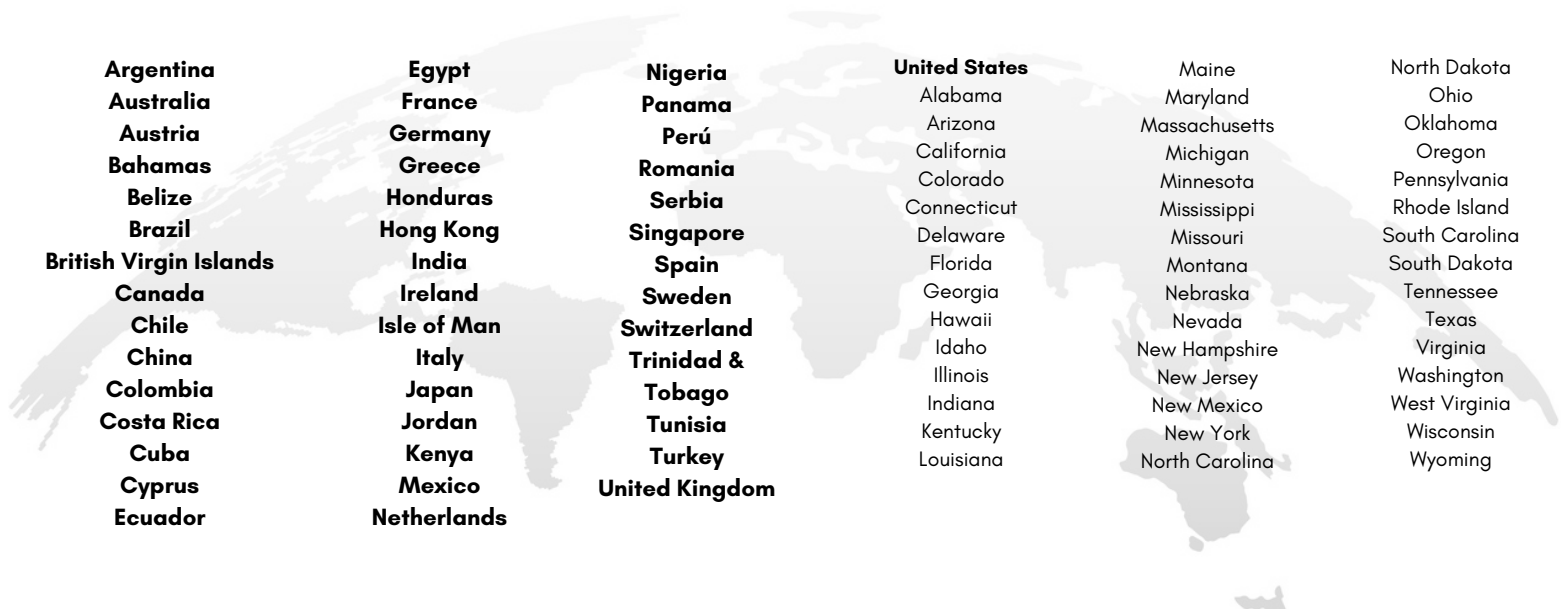 Argentina
Australia
Austria
Bahamas
Belize
Brazil
British Virgin Islands
Canada
Chile
China
Colombia
Costa Rica
Cuba
Cyprus
Ecuador
Egypt
France
Germany
Greece
Honduras
Hong Kong
India
Ireland
Isle of Man
Italy
Japan
Jordan
Kenya
Mexico
Netherlands
Nigeria
Panama
Perú
Romania
Serbia
Singapore
Spain
Sweden
Switzerland
Trinidad &
Tobago
Tunisia
Turkey
United Kingdom
United States
Alabama
Arizona
California
Colorado
Connecticut
Delaware
Florida
Georgia
Hawaii
Idaho
Illinois
Indiana
Kentucky
Louisiana
Maine
Maryland
Massachusetts
Michigan
Minnesota
Mississippi
Missouri
Montana
Nebraska
Nevada
New Hampshire
New Jersey
New Mexico
New York
North Carolina
North Dakota
Ohio
Oklahoma
Oregon
Pennsylvania
Rhode Island
South Carolina
South Dakota
Tennessee
Texas
Virginia
Washington
West Virginia
Wisconsin
Wyoming